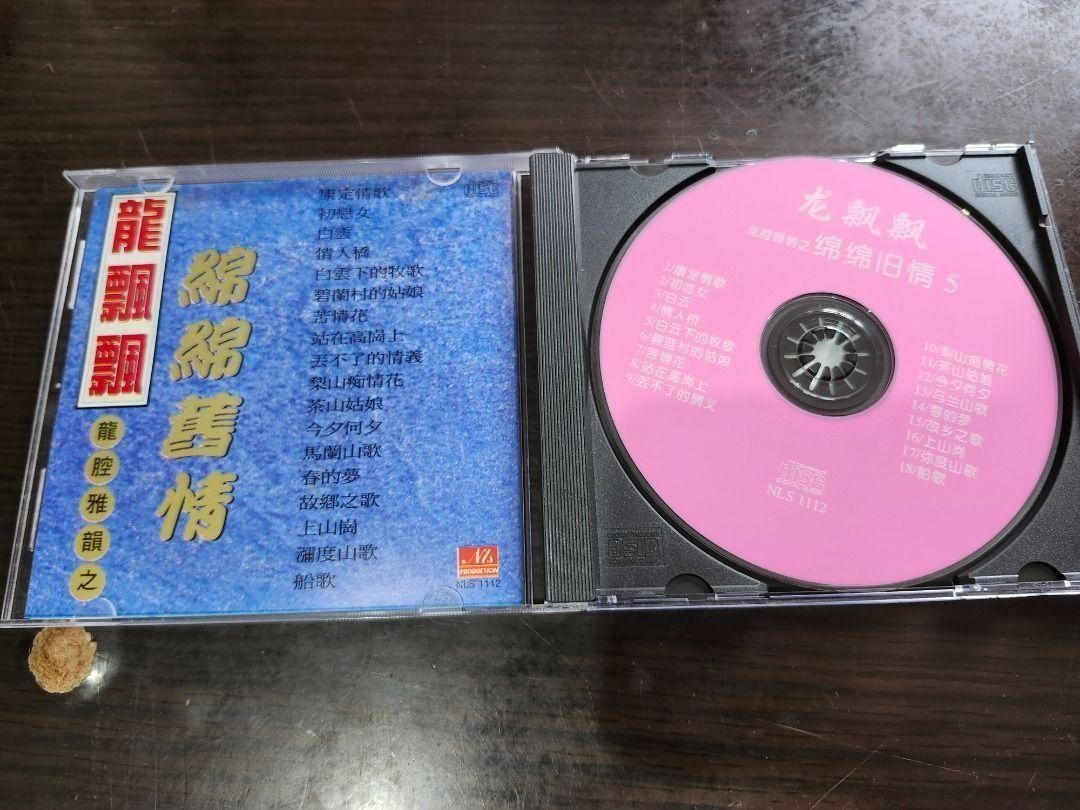 龍飄飄
綿綿舊情
龍腔雅韻之
康定情歌
初戀女
白雲
情人橋
白雲下的牧歌
碧蘭村的姑娘
苦情花
站在高崗上
丟不了的情義
梨山痴情花
茶山姑娘
今夕何夕
馬蘭山歌
春的夢
故鄉之歌
上山崗
瀰度山歌
船歌
disc
Nls
PRODUCTION
NLS 1112
龙飘飘
龙腔雅韵之 绵绵旧情 5
1/康定情歌
2/初恋女
3/白云
4/情人桥
5/白云下的牧歌
6/碧蓝村的姑娘
7/苦情花
8/站在高岗上
9/丢不了的情义
10/梨山痴情花
11/茶山姑娘
12/今夕何夕
13/马兰山歌
14/春的梦
15/故乡之歌
16/上山岗
17/弥度山歌
18/船歌
disc
NLS 1112
disc
disc